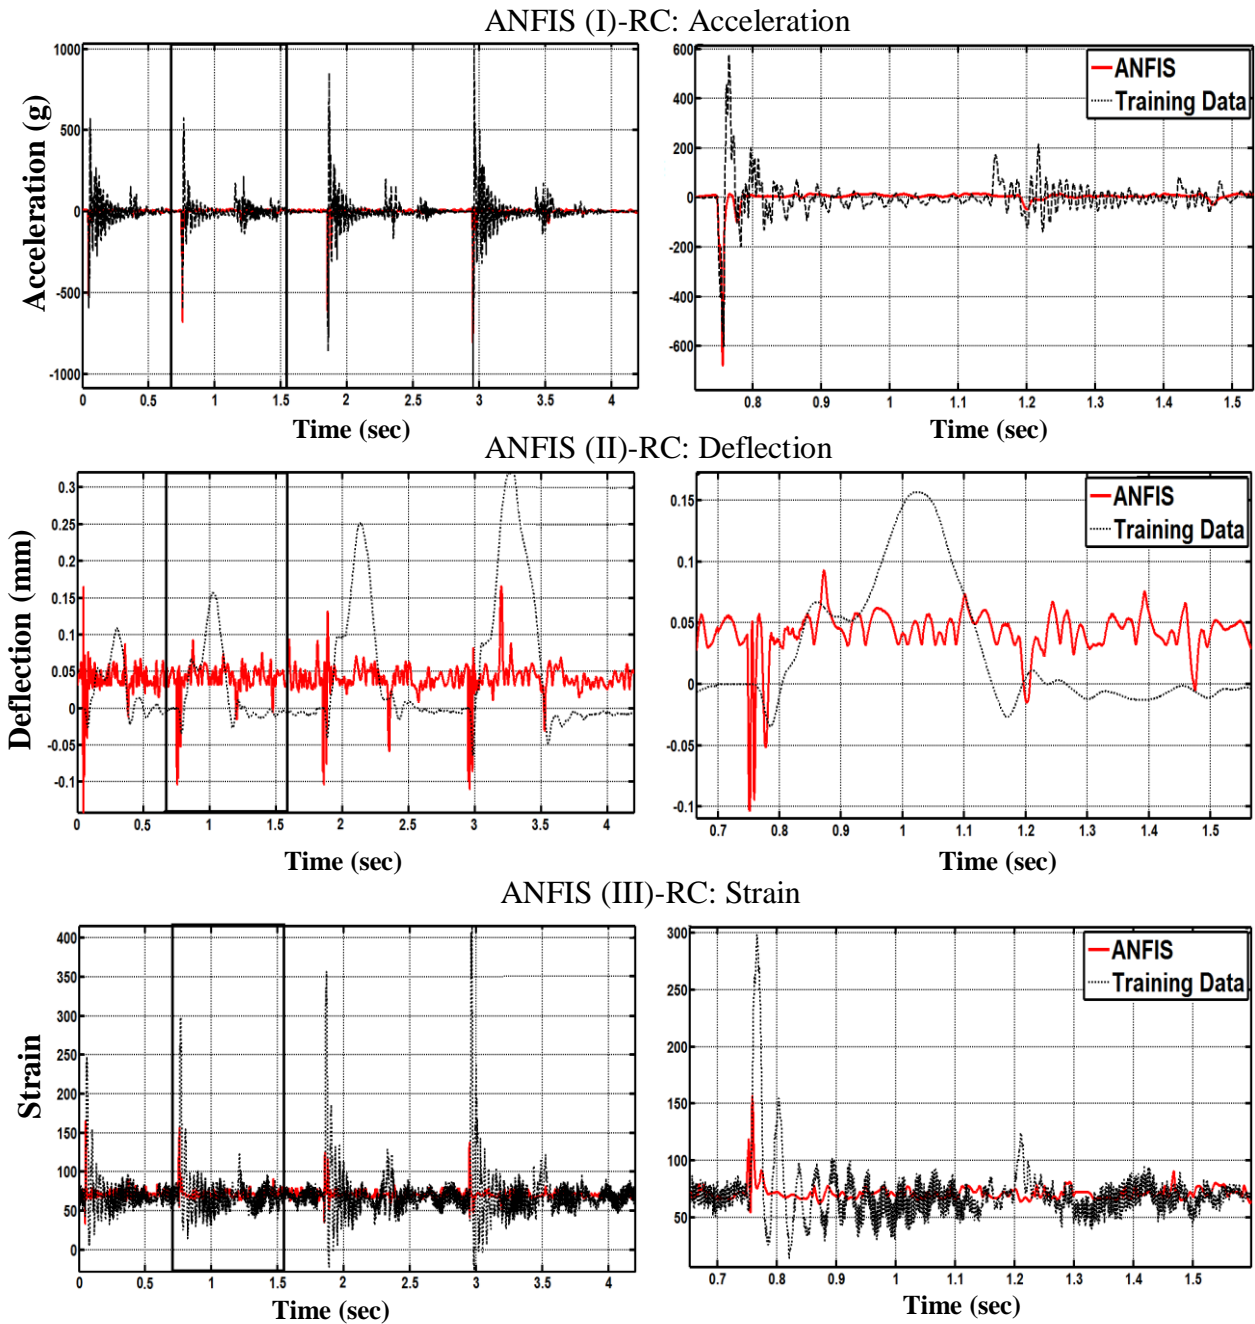 ANFIS (I)-RC: Acceleration
Acceleration (g)
1000
500
0
-500
-1000
0 0.5 1 1.5 2 2.5 3 3.5 4
Time (sec)
600
400
200
0
-200
-400
-600
ANFIS
Training Data
0.8 0.9 1 1.1 1.2 1.3 1.4 1.5
Time (sec)
ANFIS (II)-RC: Deflection
Deflection (mm)
0.3
0.25
0.2
0.15
0.1
0.05
0
-0.05
-0.1
0 0.5 1 1.5 2 2.5 3 3.5 4
Time (sec)
0.15
0.1
0.05
0
-0.05
-0.1
ANFIS
Training Data
0.7 0.8 0.9 1 1.1 1.2 1.3 1.4 1.5
Time (sec)
ANFIS (III)-RC: Strain
Strain
400
350
300
250
200
150
100
50
0
0 0.5 1 1.5 2 2.5 3 3.5 4
Time (sec)
300
250
200
150
100
50
ANFIS
Training Data
0.7 0.8 0.9 1 1.1 1.2 1.3 1.4 1.5
Time (sec)